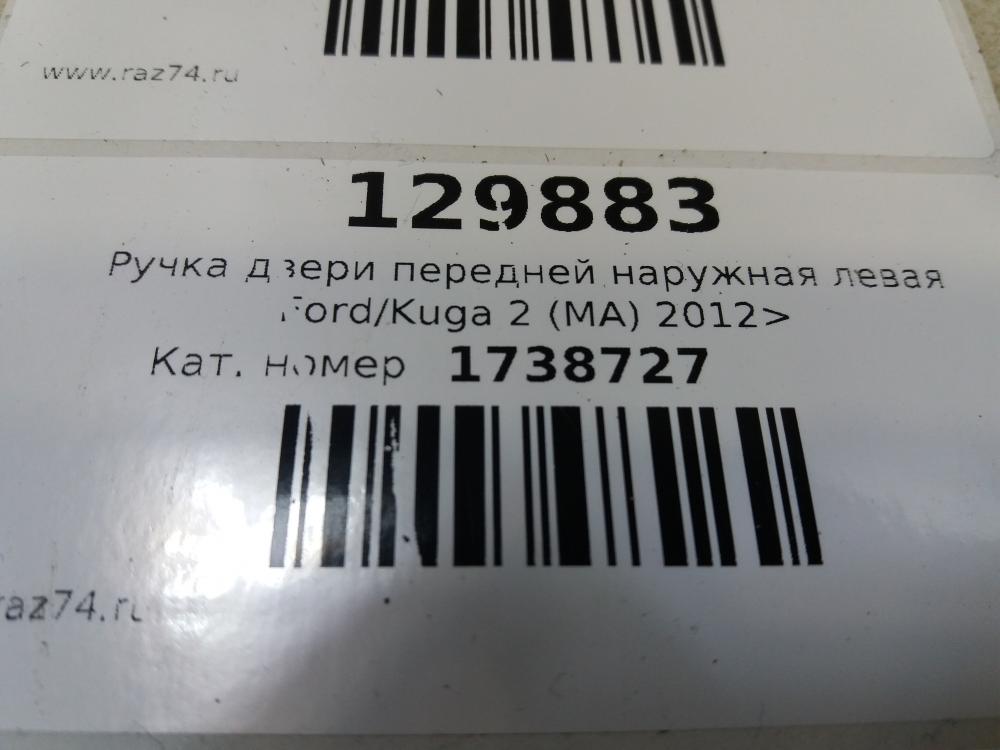 www.raz74.ru
129883
Ручка двери передней наружная левая
Ford/Kuga 2 (MA) 2012>
Кат. номер 1738727
raz74.ru